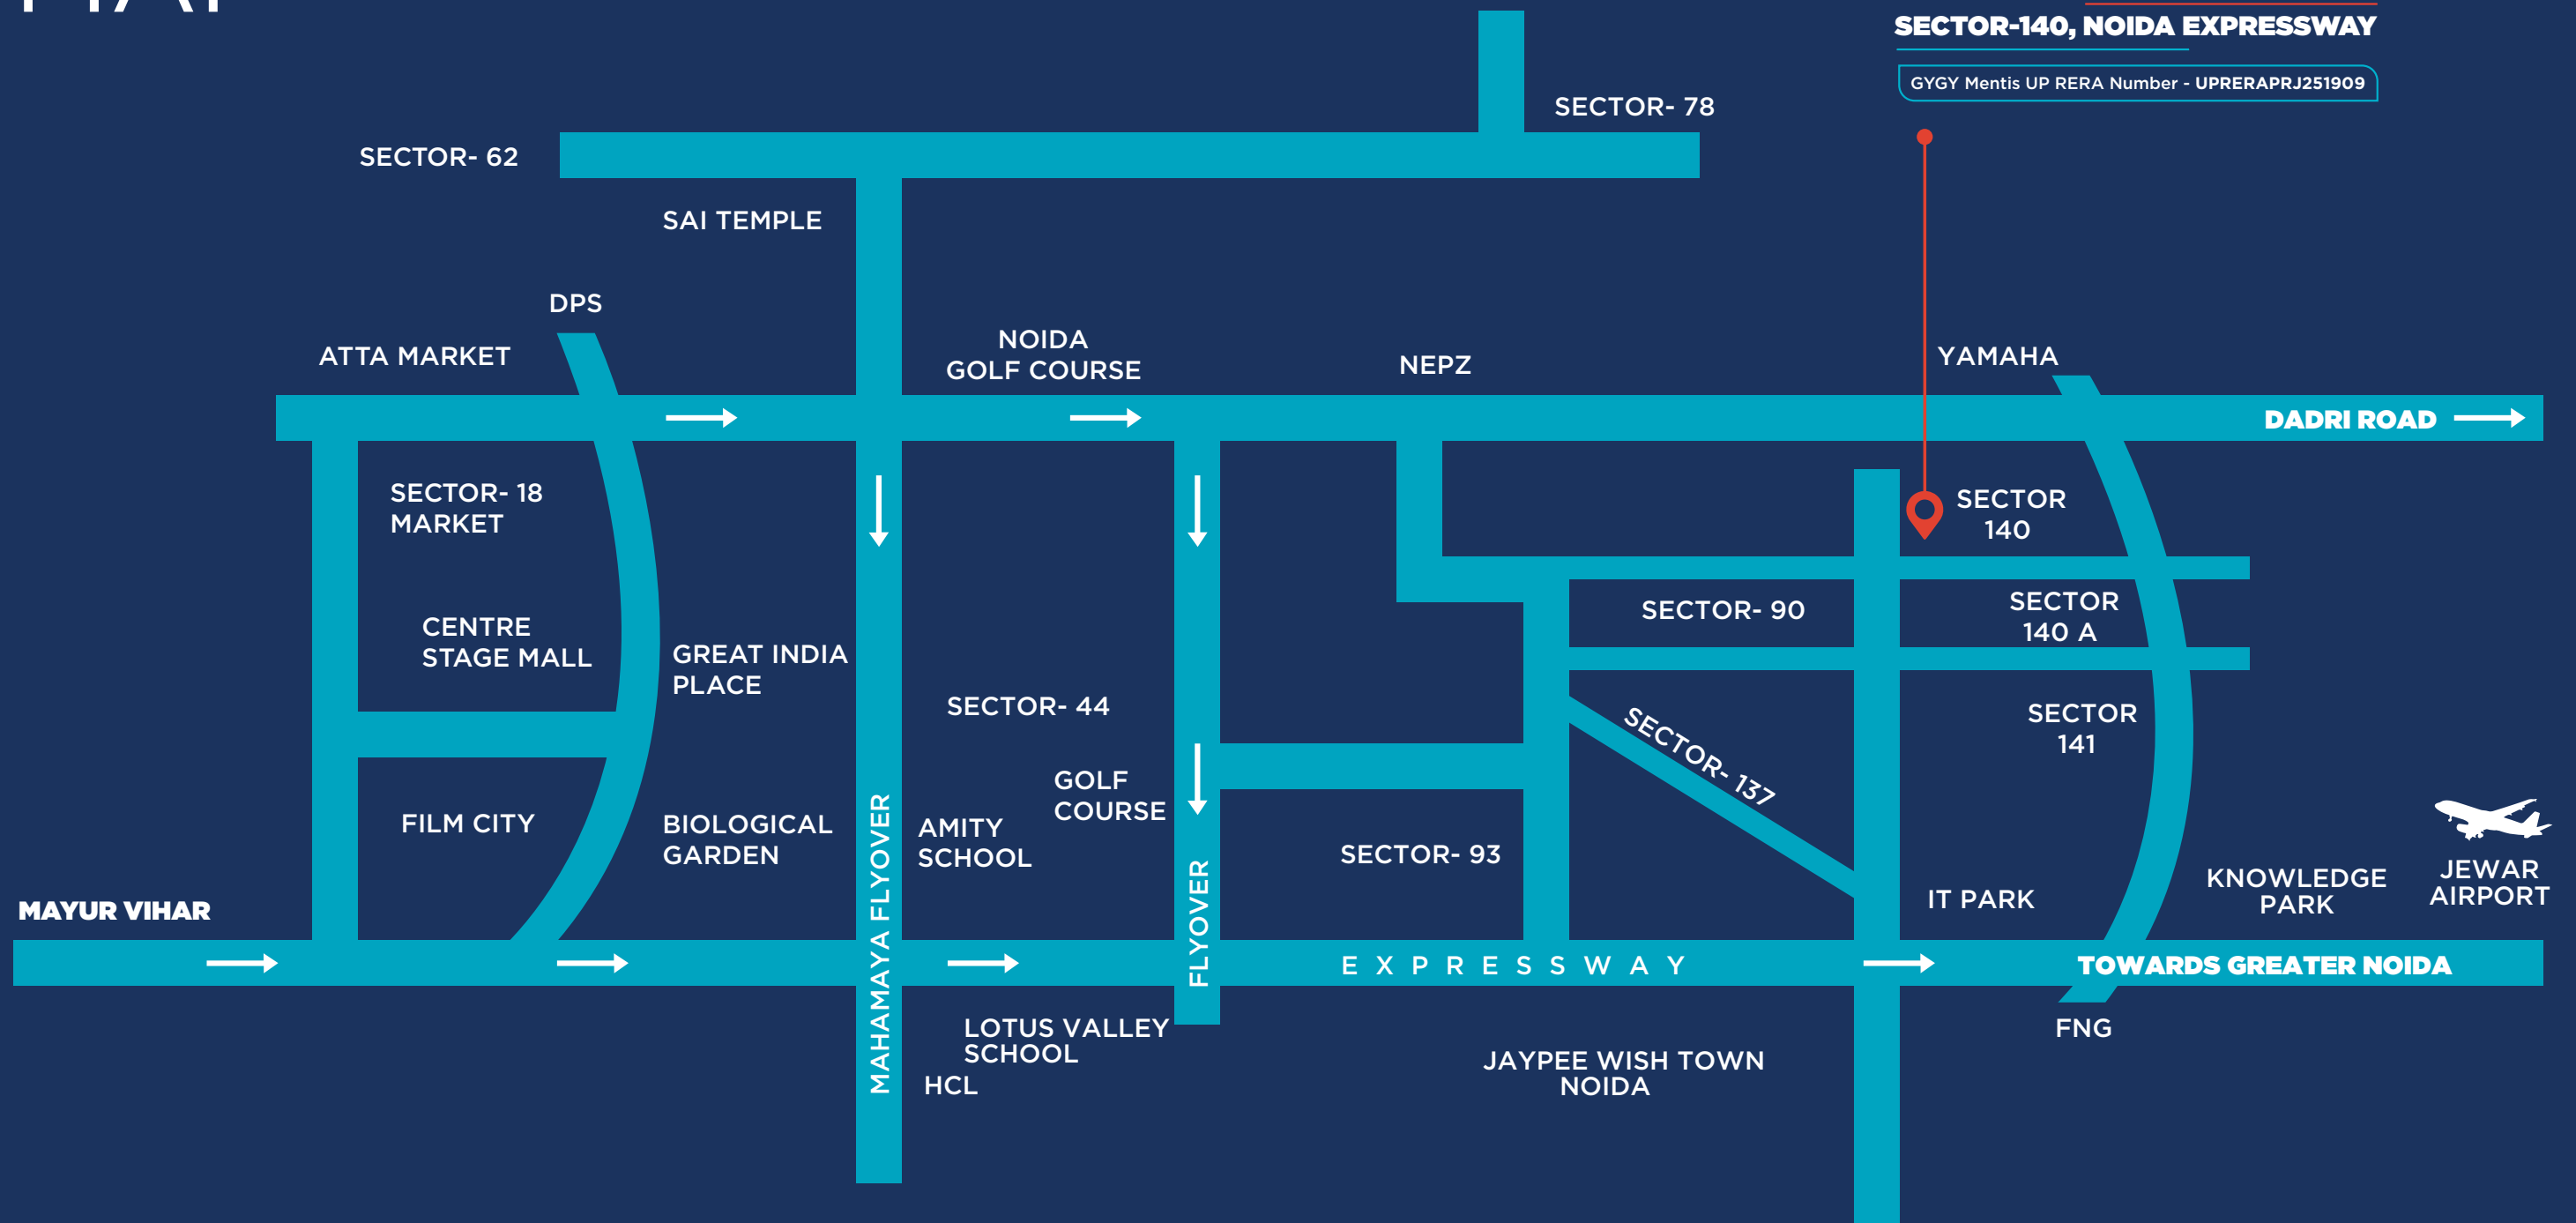 SECTOR-140, NOIDA EXPRESSWAY
GYGY Mentis UP RERA Number - UPRERAPRJ251909
SECTOR- 78
SECTOR- 62
SAI TEMPLE
DPS
ATTA MARKET
NOIDA
GOLF COURSE
NEPZ
YAMAHA
DADRI ROAD
SECTOR- 18
MARKET
SECTOR
140
CENTRE
STAGE MALL
GREAT INDIA
PLACE
SECTOR- 90
SECTOR
140 A
SECTOR- 44
SECTOR- 137
SECTOR
141
GOLF
COURSE
FILM CITY
BIOLOGICAL
GARDEN
MAHAMAYA FLYOVER
AMITY
SCHOOL
FLYOVER
SECTOR- 93
IT PARK
KNOWLEDGE
PARK
JEWAR
AIRPORT
MAYUR VIHAR
EXPRESSWAY
TOWARDS GREATER NOIDA
LOTUS VALLEY
SCHOOL
HCL
JAYPEE WISH TOWN
NOIDA
FNG